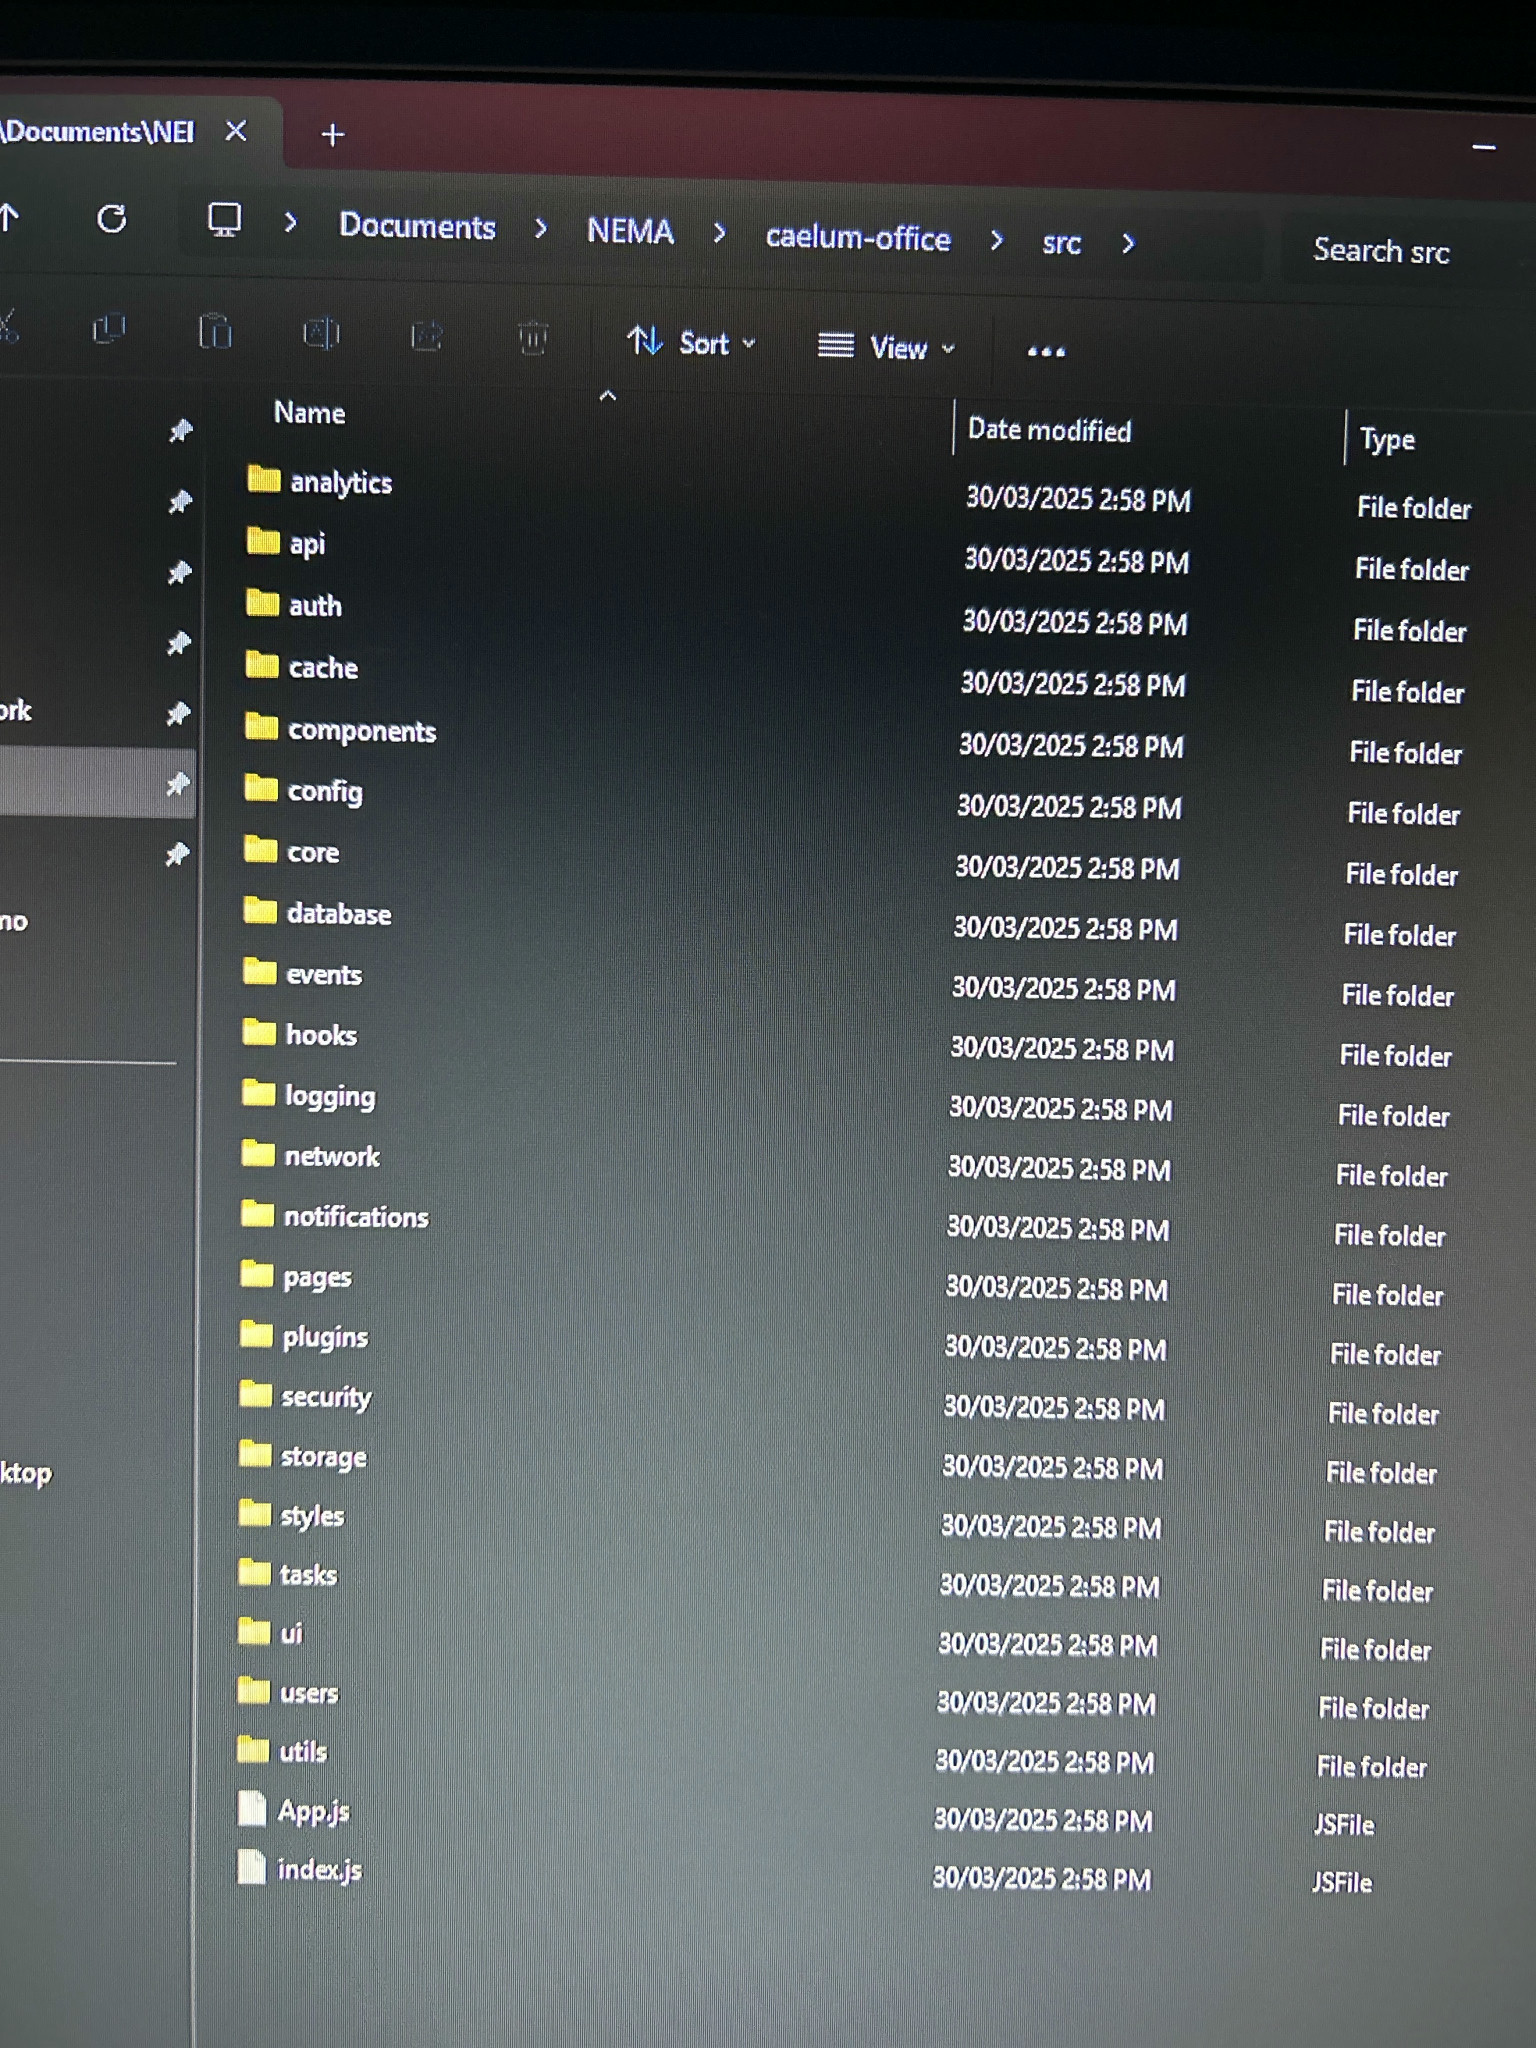 \Documents\NEI
Documents > NEMA > caelum-office > src > Search src
Sort View
Name Date modified Type
analytics 30/03/2025 2:58 PM File folder
api 30/03/2025 2:58 PM File folder
auth 30/03/2025 2:58 PM File folder
cache 30/03/2025 2:58 PM File folder
ork
components 30/03/2025 2:58 PM File folder
config 30/03/2025 2:58 PM File folder
core 30/03/2025 2:58 PM File folder
mo
database 30/03/2025 2:58 PM File folder
events 30/03/2025 2:58 PM File folder
hooks 30/03/2025 2:58 PM File folder
logging 30/03/2025 2:58 PM File folder
network 30/03/2025 2:58 PM File folder
notifications 30/03/2025 2:58 PM File folder
pages 30/03/2025 2:58 PM File folder
plugins 30/03/2025 2:58 PM File folder
security 30/03/2025 2:58 PM File folder
ktop
storage 30/03/2025 2:58 PM File folder
styles 30/03/2025 2:58 PM File folder
tasks 30/03/2025 2:58 PM File folder
ui 30/03/2025 2:58 PM File folder
users 30/03/2025 2:58 PM File folder
utils 30/03/2025 2:58 PM File folder
App.js 30/03/2025 2:58 PM JSFile
index.js 30/03/2025 2:58 PM JSFile